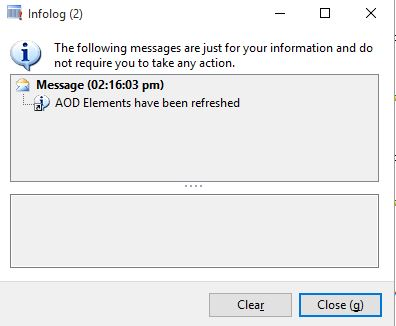 Infolog (2)
The following messages are just for your information and do
not require you to take any action.
Message (02:16:03 pm)
AOD Elements have been refreshed
Clear
Close (g)